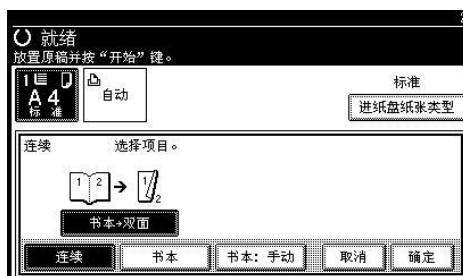 就绪
放置原稿并按“开始”键。
1
A4
标准
自动
标准
进纸盘纸张类型
连续 选择项目。
1 2 → 1/2
书本→双面
连续 书本 书本: 手动 取消 确定